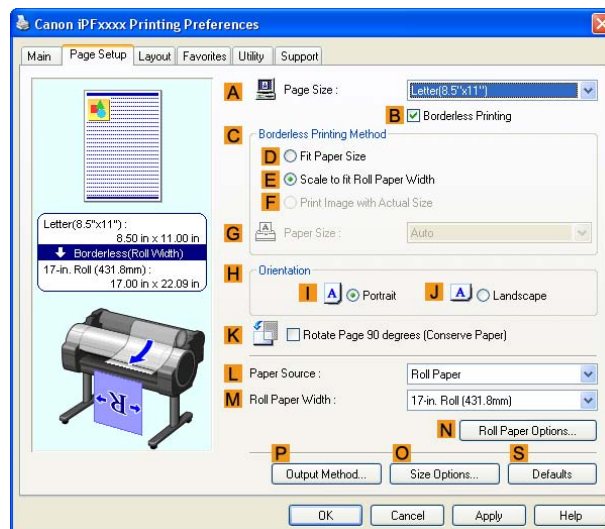 Canon iPFxxxx Printing Preferences
Main Page Setup Layout Favorites Utility Support
A Page Size : Letter(8.5"x11")
B Borderless Printing
C Borderless Printing Method
D Fit Paper Size
E Scale to fit Roll Paper Width
F Print Image with Actual Size
G Paper Size : Auto
Letter(8.5"x11") :
8.50 in x 11.00 in
Borderless(Roll Width)
17-in. Roll (431.8mm) :
17.00 in x 22.09 in
H Orientation
I A Portrait J A Landscape
K Rotate Page 90 degrees (Conserve Paper)
R
L Paper Source : Roll Paper
M Roll Paper Width : 17-in. Roll (431.8mm)
N Roll Paper Options...
P O S
Output Method... Size Options... Defaults
OK Cancel Apply Help